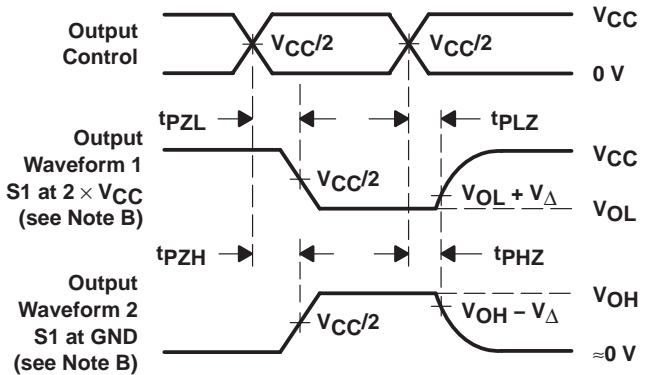 Output
Control
VCC/2
VCC/2
VCC
0 V
tPZL
tPLZ
Output
Waveform 1
S1 at 2 × VCC
(see Note B)
VCC/2
VCC
VOL + VΔ
VOL
tPZH
tPHZ
Output
Waveform 2
S1 at GND
(see Note B)
VCC/2
VOH
VOH − VΔ
≈0 V